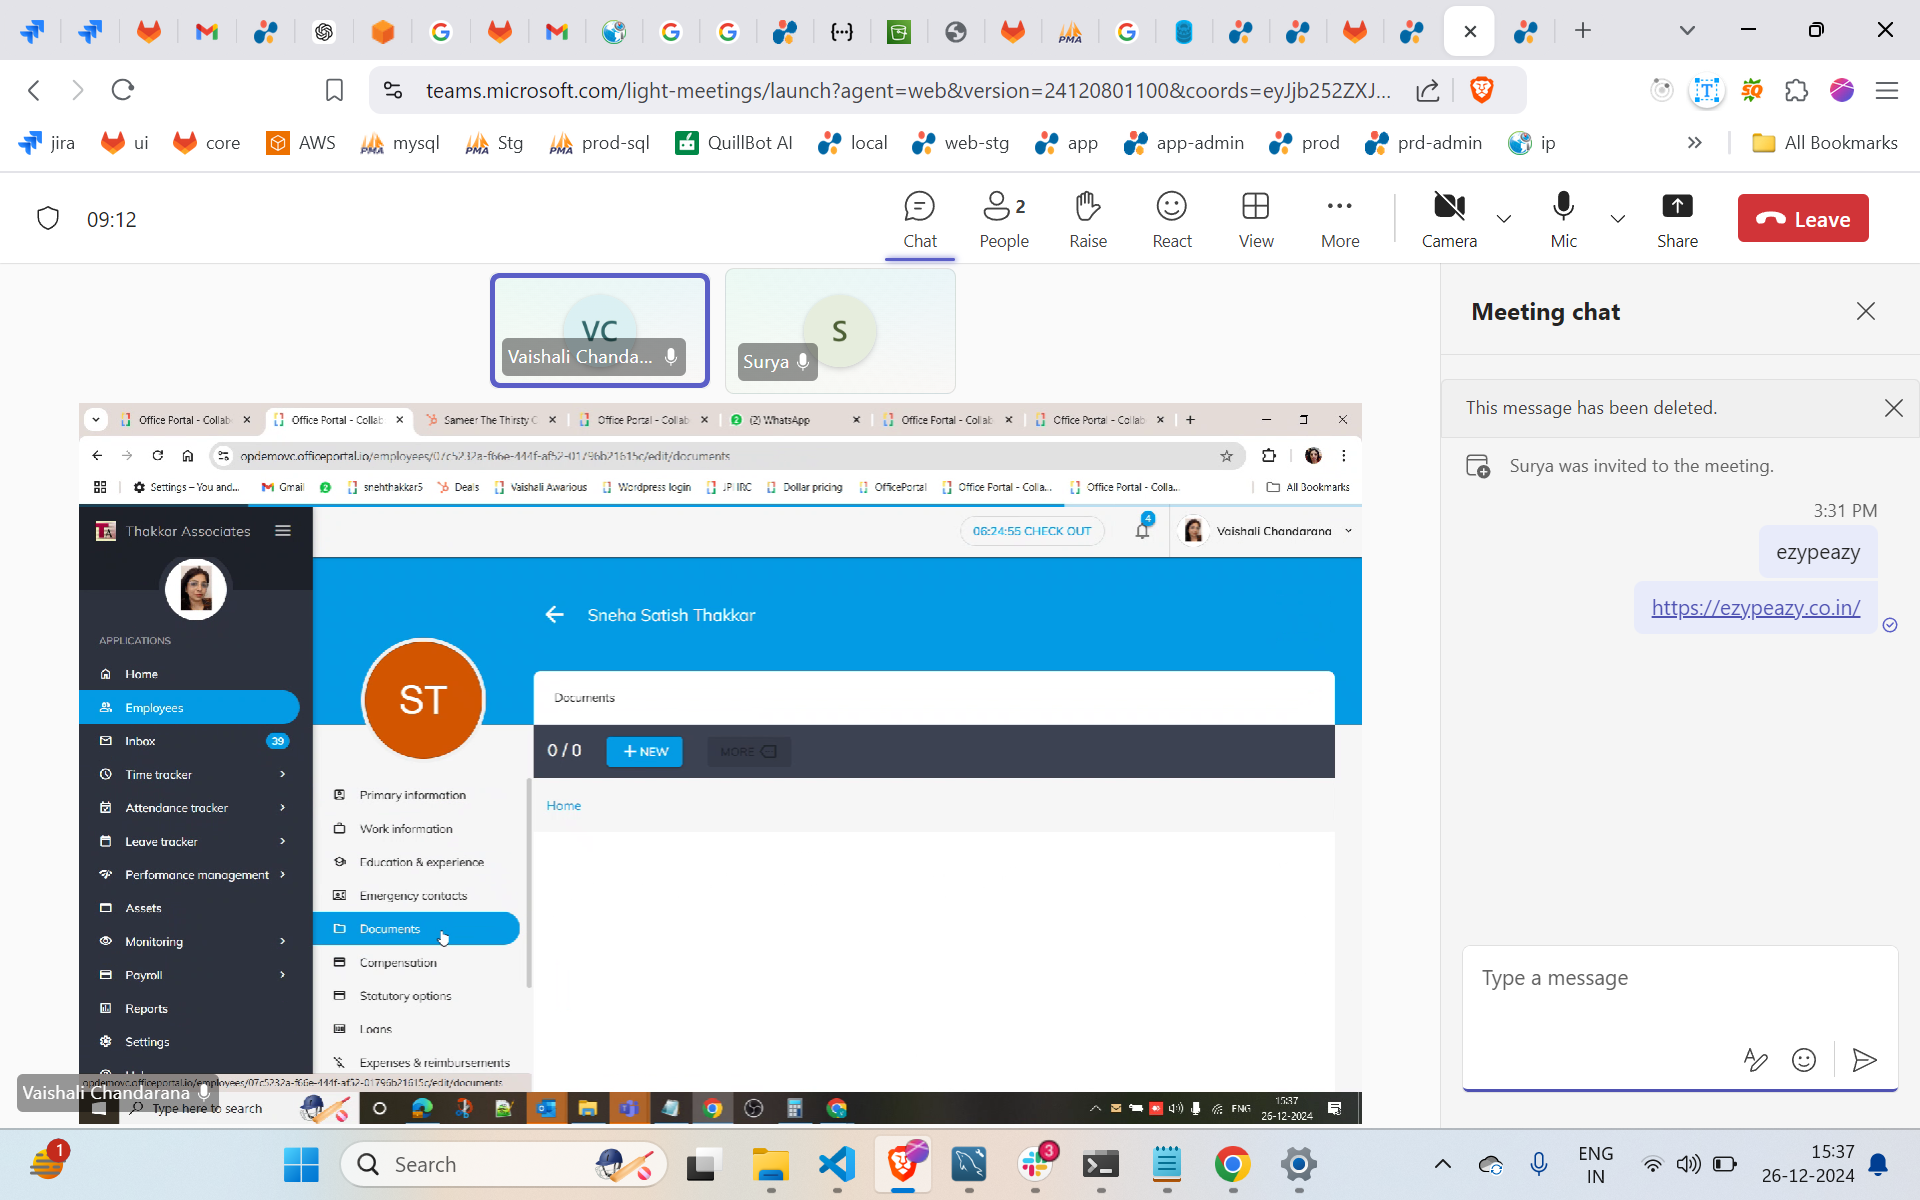 teams.microsoft.com/light-meetings/launch?agent=web&version=24120801100&coords=eyJjb252ZXJ...
jira
ui
core
AWS
mysql
Stg
prod-sql
QuillBot AI
local
web-stg
app
app-admin
prod
prd-admin
ip
All Bookmarks
09:12
Chat
People 2
Raise
React
View
More
Camera
Mic
Share
Leave
VC
Vaishali Chanda...
S
Surya
Meeting chat
This message has been deleted.
Surya was invited to the meeting.
3:31 PM
ezypeazy
https://ezypeazy.co.in/
Type a message
Office Portal - Collab
Office Portal - Collab
Sameer The Thirsty C
Office Portal - Collab
(2) WhatsApp
Office Portal - Collab
Office Portal - Collab
opdemovc.officeportal.io/employees/07c5232a-f66e-444f-af52-01796b21615c/edit/documents
Settings – You and...
Gmail
snehthakkar5
Deals
Vaishali Awarious
Wordpress login
JP IRC
Dollar pricing
OfficePortal
Office Portal - Colla...
Office Portal - Colla...
All Bookmarks
Thakkar Associates
06:24:55 CHECK OUT
4
Vaishali Chandarana
APPLICATIONS
Home
Employees
Inbox 39
Time tracker
Attendance tracker
Leave tracker
Performance management
Assets
Monitoring
Payroll
Reports
Settings
Sneha Satish Thakkar
ST
Primary information
Work information
Education & experience
Emergency contacts
Documents
Compensation
Statutory options
Loans
Expenses & reimbursements
Documents
0 / 0
+ NEW
MORE
Home
opdemovc.officeportal.io/employees/07c5232a-f66e-444f-af52-01796b21615c/edit/documents
Vaishali Chandarana
Type here to search
ENG
15:37
26-12-2024
1
Search
3
ENG
IN
15:37
26-12-2024